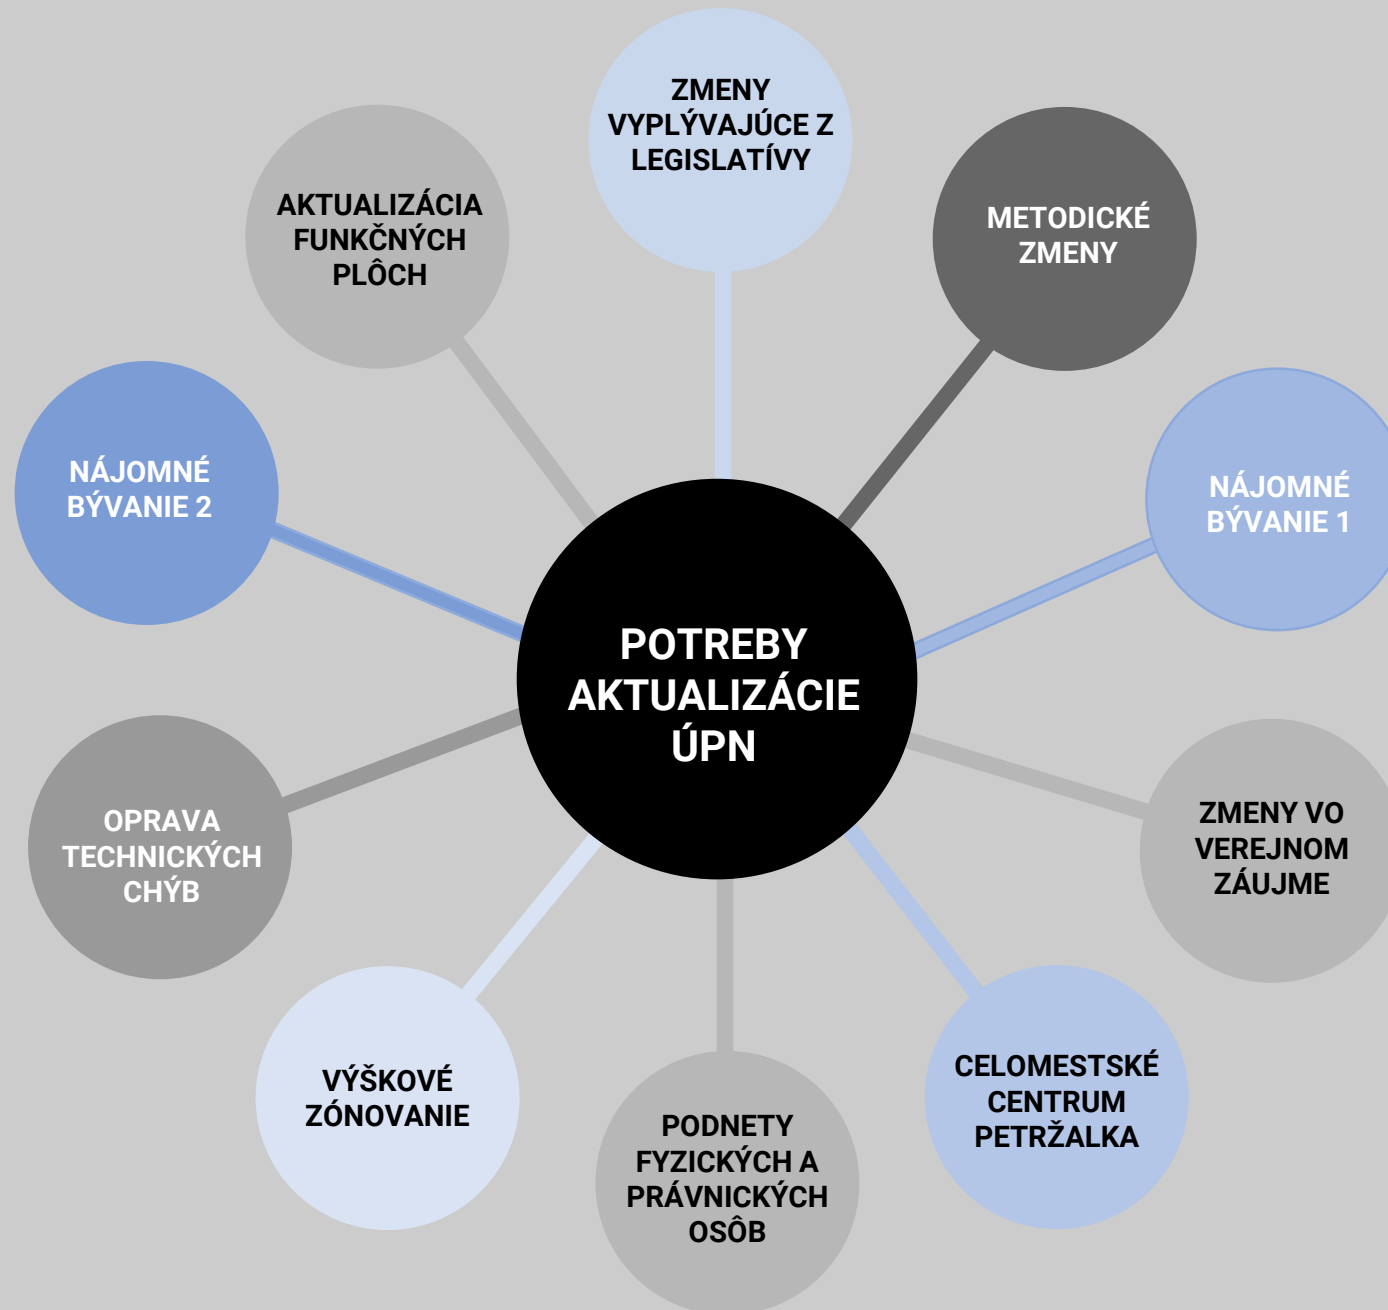 ZMENY
VYPLÝVAJÚCE Z
LEGISLATÍVY
AKTUALIZÁCIA
FUNKČNÝCH
PLÔCH
METODICKÉ
ZMENY
NÁJOMNÉ
BÝVANIE 2
NÁJOMNÉ
BÝVANIE 1
POTREBY
AKTUALIZÁCIE
ÚPN
OPRAVA
TECHNICKÝCH
CHÝB
ZMENY VO
VEREJNOM
ZÁUJME
VÝŠKOVÉ
ZÓNOVANIE
PODNETY
FYZICKÝCH A
PRÁVNICKÝCH
OSÔB
CELOMESTSKÉ
CENTRUM
PETRŽALKA